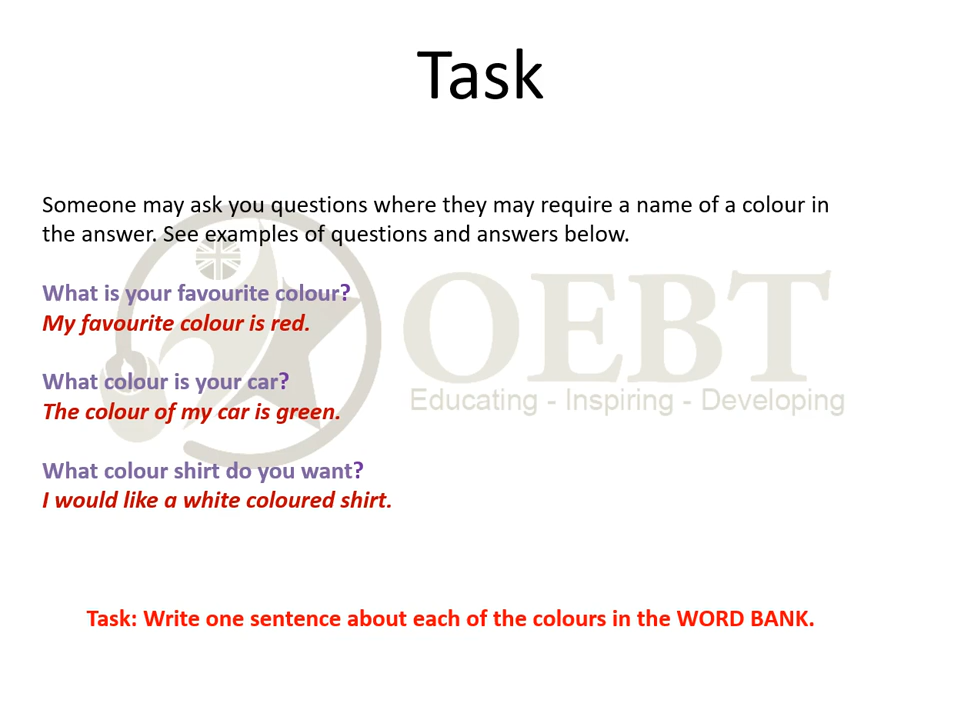 Task
Someone may ask you questions where they may require a name of a colour in
the answer. See examples of questions and answers below.
What is your favourite colour?
My favourite colour is red.
What colour is your car?
The colour of my car is green.
What colour shirt do you want?
I would like a white coloured shirt.
OEBT
Educating - Inspiring - Developing
Task: Write one sentence about each of the colours in the WORD BANK.